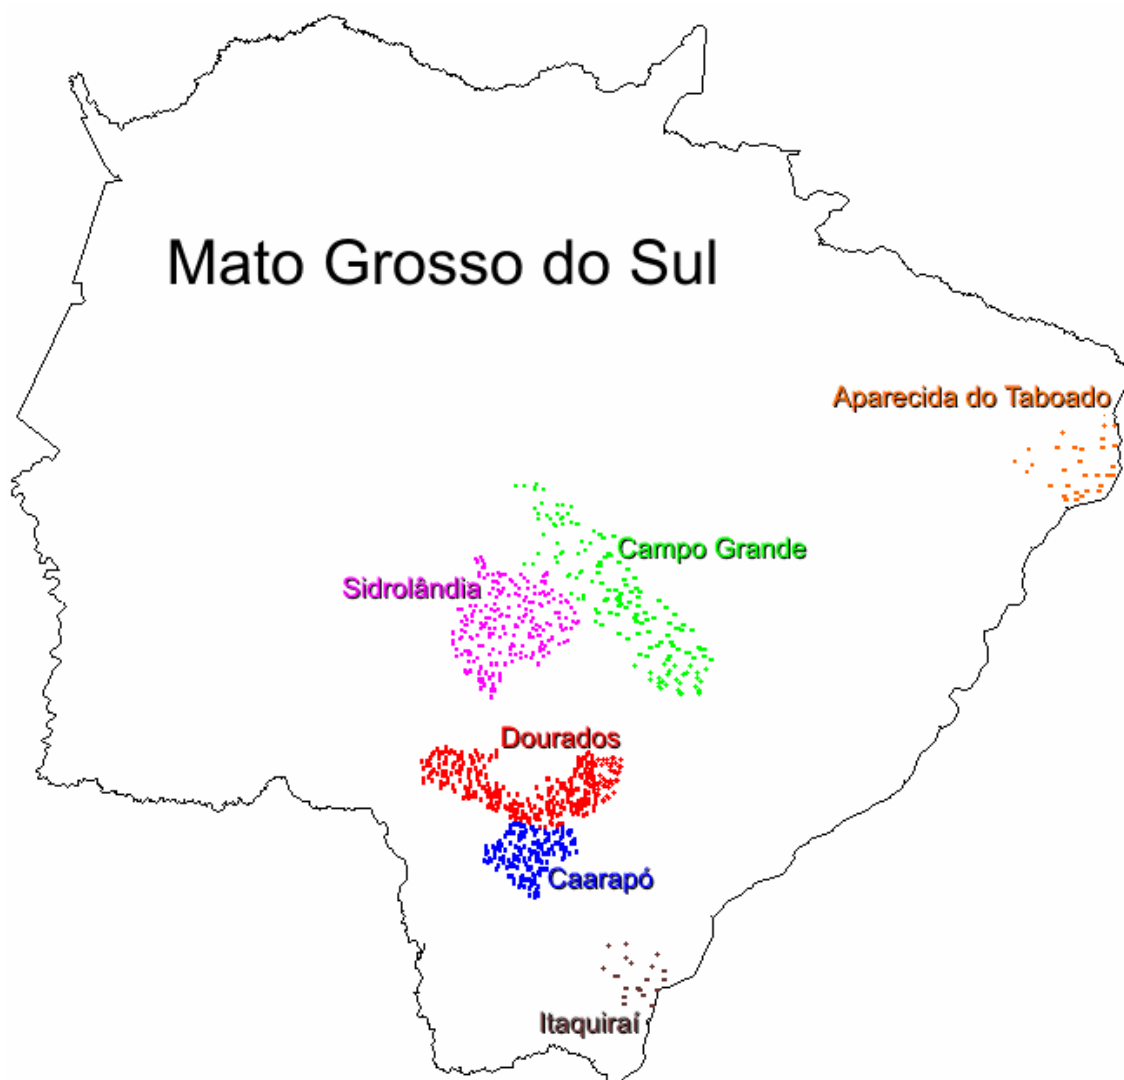 Mato Grosso do Sul
Aparecida do Taboado
Campo Grande
Sidrolândia
Dourados
Caarapó
Itaquiraí